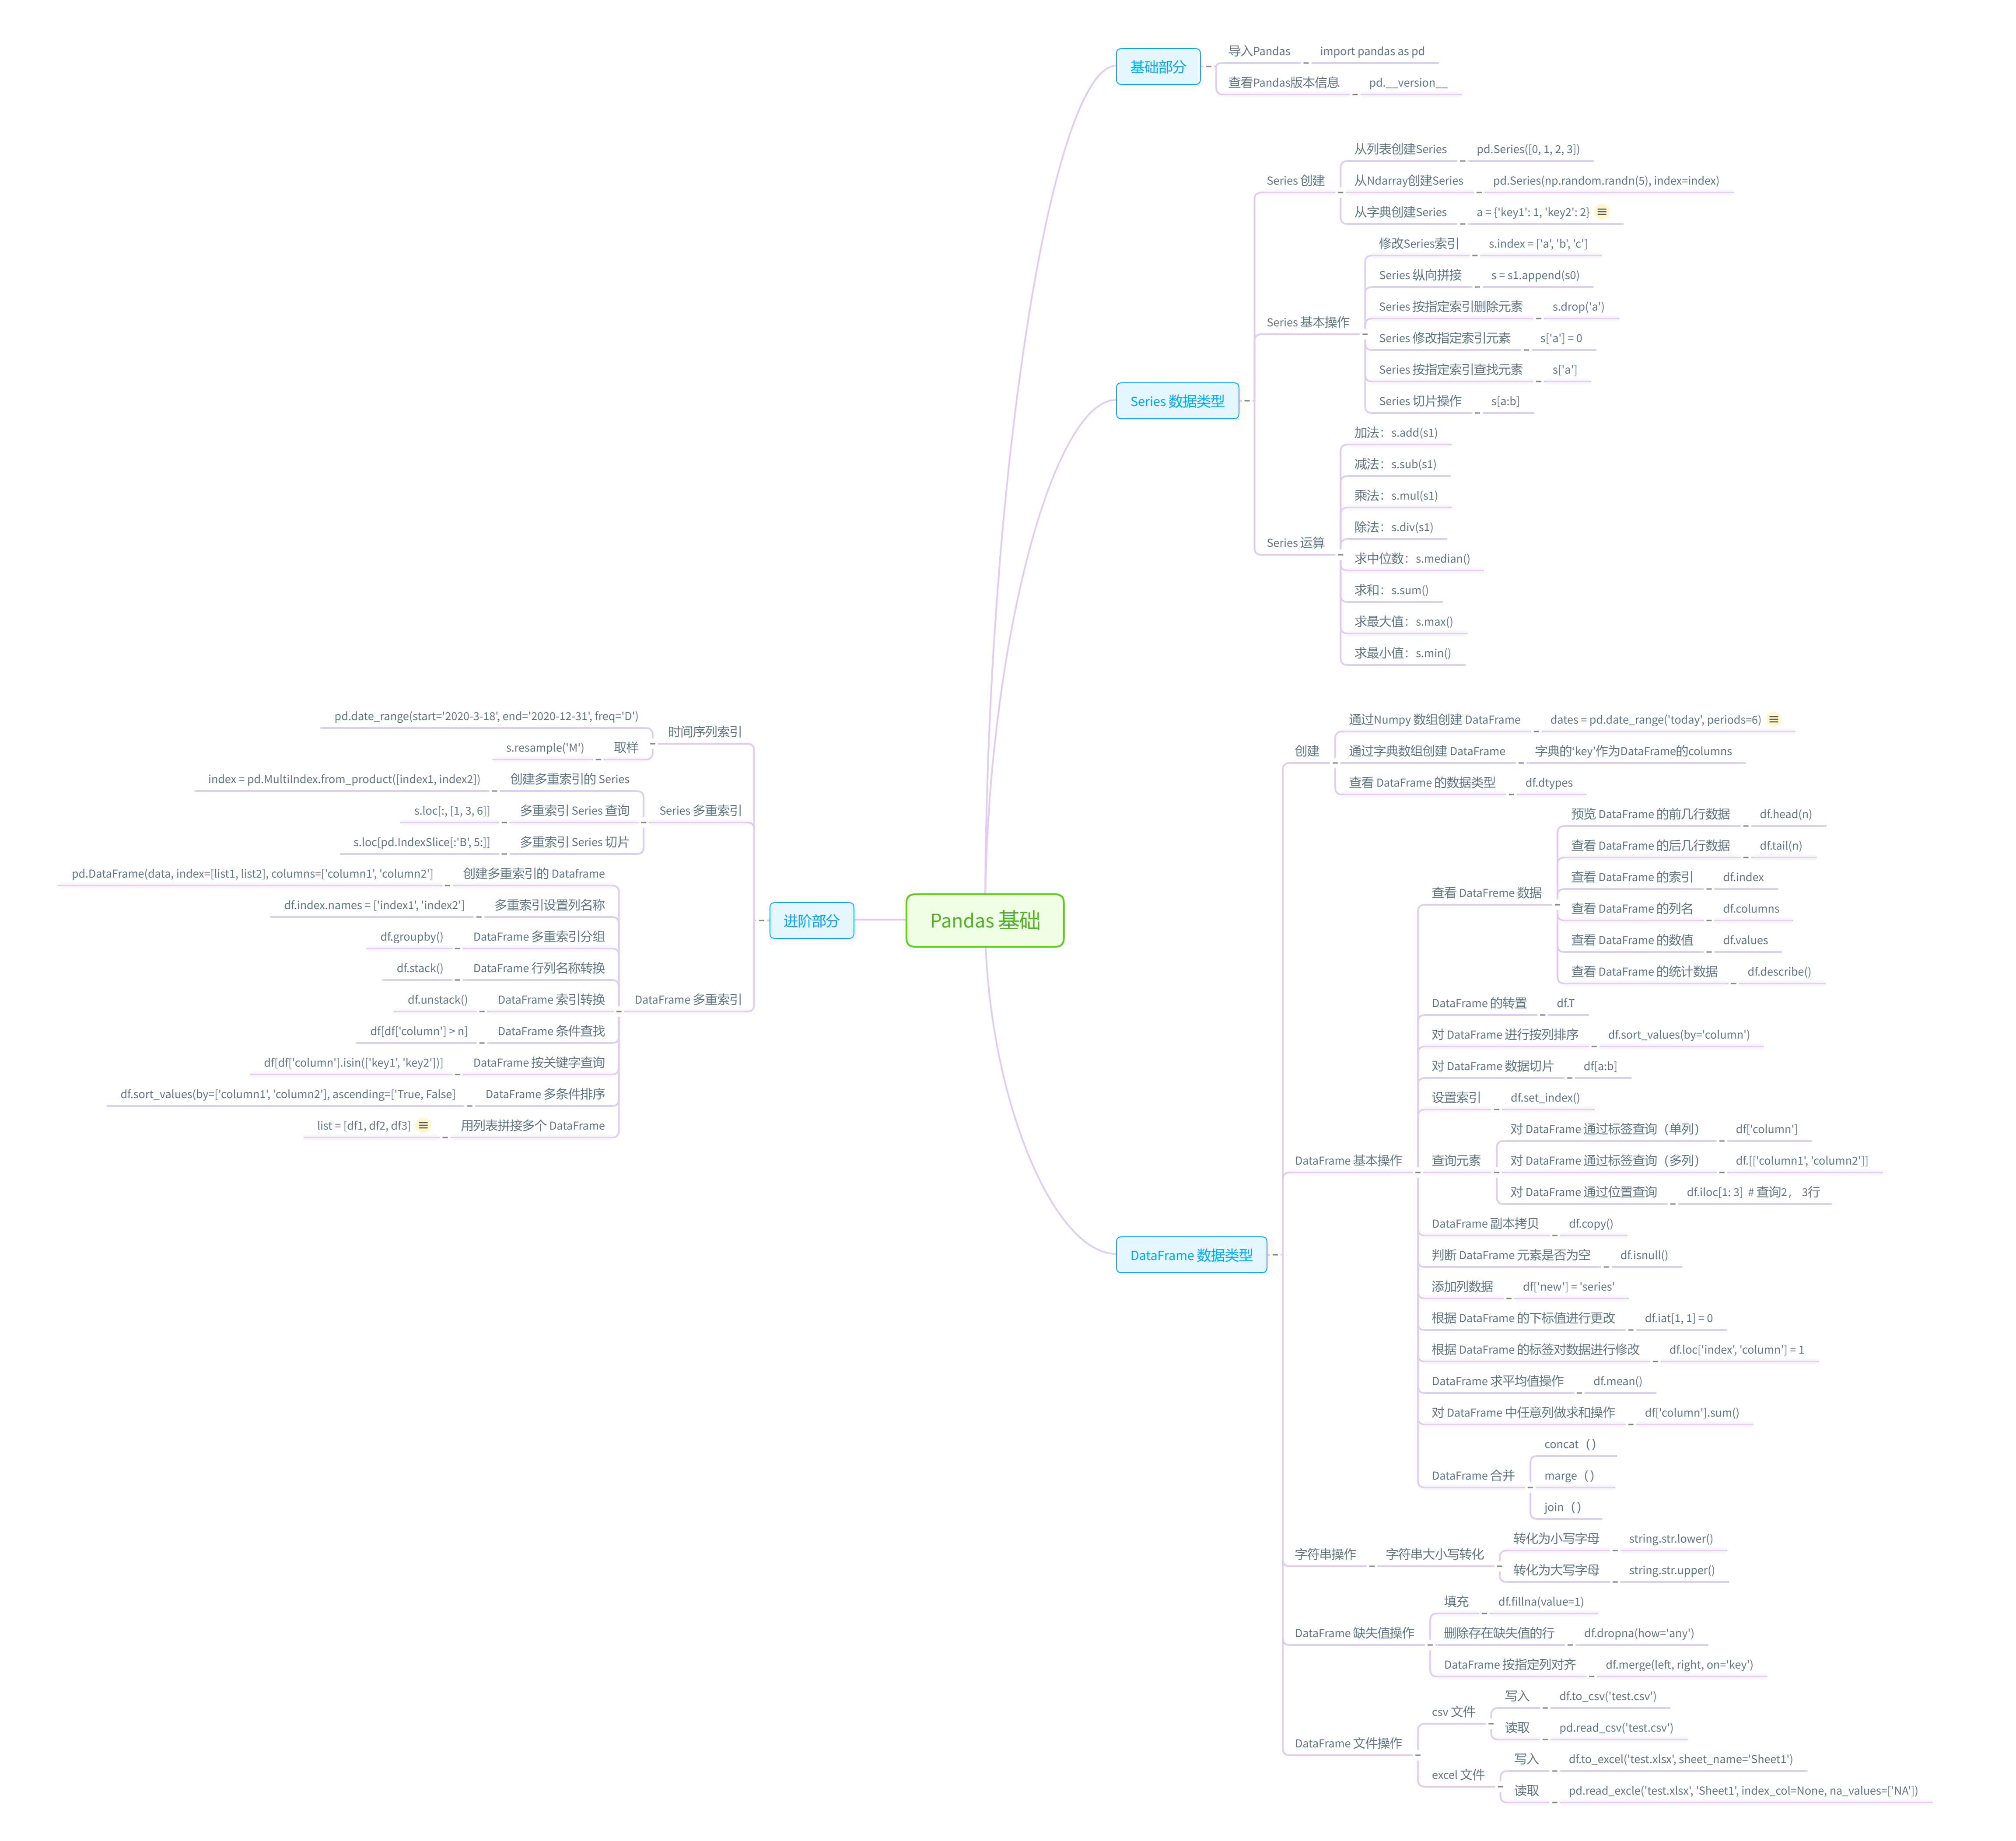 Pandas 基础
基础部分
导入Pandas
import pandas as pd
查看Pandas版本信息
pd.__version__
Series 数据类型
Series 创建
从列表创建Series
pd.Series([0, 1, 2, 3])
从Ndarray创建Series
pd.Series(np.random.randn(5), index=index)
从字典创建Series
a = {'key1': 1, 'key2': 2}
Series 基本操作
修改Series索引
s.index = ['a', 'b', 'c']
Series 纵向拼接
s = s1.append(s0)
Series 按指定索引删除元素
s.drop('a')
Series 修改指定索引元素
s['a'] = 0
Series 按指定索引查找元素
s['a']
Series 切片操作
s[a:b]
Series 运算
加法：s.add(s1)
减法：s.sub(s1)
乘法：s.mul(s1)
除法：s.div(s1)
求中位数：s.median()
求和：s.sum()
求最大值：s.max()
求最小值：s.min()
DataFrame 数据类型
创建
通过Numpy 数组创建 DataFrame
dates = pd.date_range('today', periods=6)
通过字典数组创建 DataFrame
字典的'key'作为DataFrame的columns
查看 DataFrame 的数据类型
df.dtypes
DataFrame 基本操作
查看 DataFreme 数据
预览 DataFrame 的前几行数据
df.head(n)
查看 DataFrame 的后几行数据
df.tail(n)
查看 DataFrame 的索引
df.index
查看 DataFrame 的列名
df.columns
查看 DataFrame 的数值
df.values
查看 DataFrame 的统计数据
df.describe()
DataFrame 的转置
df.T
对 DataFrame 进行按列排序
df.sort_values(by='column')
对 DataFrame 数据切片
df[a:b]
设置索引
df.set_index()
查询元素
对 DataFrame 通过标签查询（单列）
df['column']
对 DataFrame 通过标签查询（多列）
df.[['column1', 'column2']]
对 DataFrame 通过位置查询
df.iloc[1: 3]  # 查询2， 3行
DataFrame 副本拷贝
df.copy()
判断 DataFrame 元素是否为空
df.isnull()
添加列数据
df['new'] = 'series'
根据 DataFrame 的下标值进行更改
df.iat[1, 1] = 0
根据 DataFrame 的标签对数据进行修改
df.loc['index', 'column'] = 1
DataFrame 求平均值操作
df.mean()
对 DataFrame 中任意列做求和操作
df['column'].sum()
DataFrame 合并
concat（）
marge（）
join（）
字符串操作
字符串大小写转化
转化为小写字母
string.str.lower()
转化为大写字母
string.str.upper()
DataFrame 缺失值操作
填充
df.fillna(value=1)
删除存在缺失值的行
df.dropna(how='any')
DataFrame 按指定列对齐
df.merge(left, right, on='key')
DataFrame 文件操作
csv 文件
写入
df.to_csv('test.csv')
读取
pd.read_csv('test.csv')
excel 文件
写入
df.to_excel('test.xlsx', sheet_name='Sheet1')
读取
pd.read_excle('test.xlsx', 'Sheet1', index_col=None, na_values=['NA'])
进阶部分
时间序列索引
pd.date_range(start='2020-3-18', end='2020-12-31', freq='D')
取样
s.resample('M')
Series 多重索引
创建多重索引的 Series
index = pd.MultiIndex.from_product([index1, index2])
多重索引 Series 查询
s.loc[:, [1, 3, 6]]
多重索引 Series 切片
s.loc[pd.IndexSlice[:'B', 5:]]
DataFrame 多重索引
创建多重索引的 Dataframe
pd.DataFrame(data, index=[list1, list2], columns=['column1', 'column2']
多重索引设置列名称
df.index.names = ['index1', 'index2']
DataFrame 多重索引分组
df.groupby()
DataFrame 行列名称转换
df.stack()
DataFrame 索引转换
df.unstack()
DataFrame 条件查找
df[df['column'] > n]
DataFrame 按关键字查询
df[df['column'].isin(['key1', 'key2'])]
DataFrame 多条件排序
df.sort_values(by=['column1', 'column2'], ascending=['True, False]
用列表拼接多个 DataFrame
list = [df1, df2, df3]